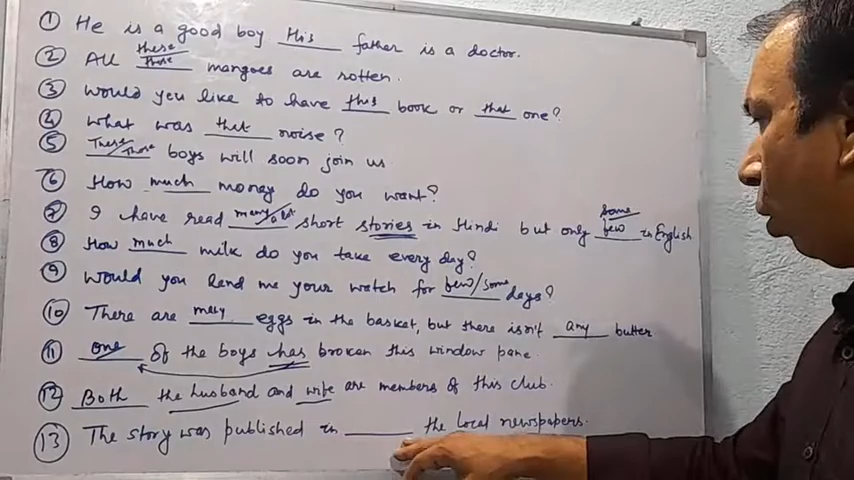 ① He is a good boy His father is a doctor.
② All these those mangoes are rotten.
③ would you like to have this book or that one?
④ what was that noise?
⑤ These/Those boys will soon join us
⑥ How much money do you want?
⑦ I have read many/a lot short stories in Hindi but only some few in English
⑧ How much milk do you take every day?
⑨ would you lend me your watch for few/some days?
⑩ There are many eggs in the basket, but there isn't any butter
⑪ one of the boys has broken this window pane.
⑫ Both the husband and wife are members of this club.
⑬ The story was published in ______ the local newspapers.